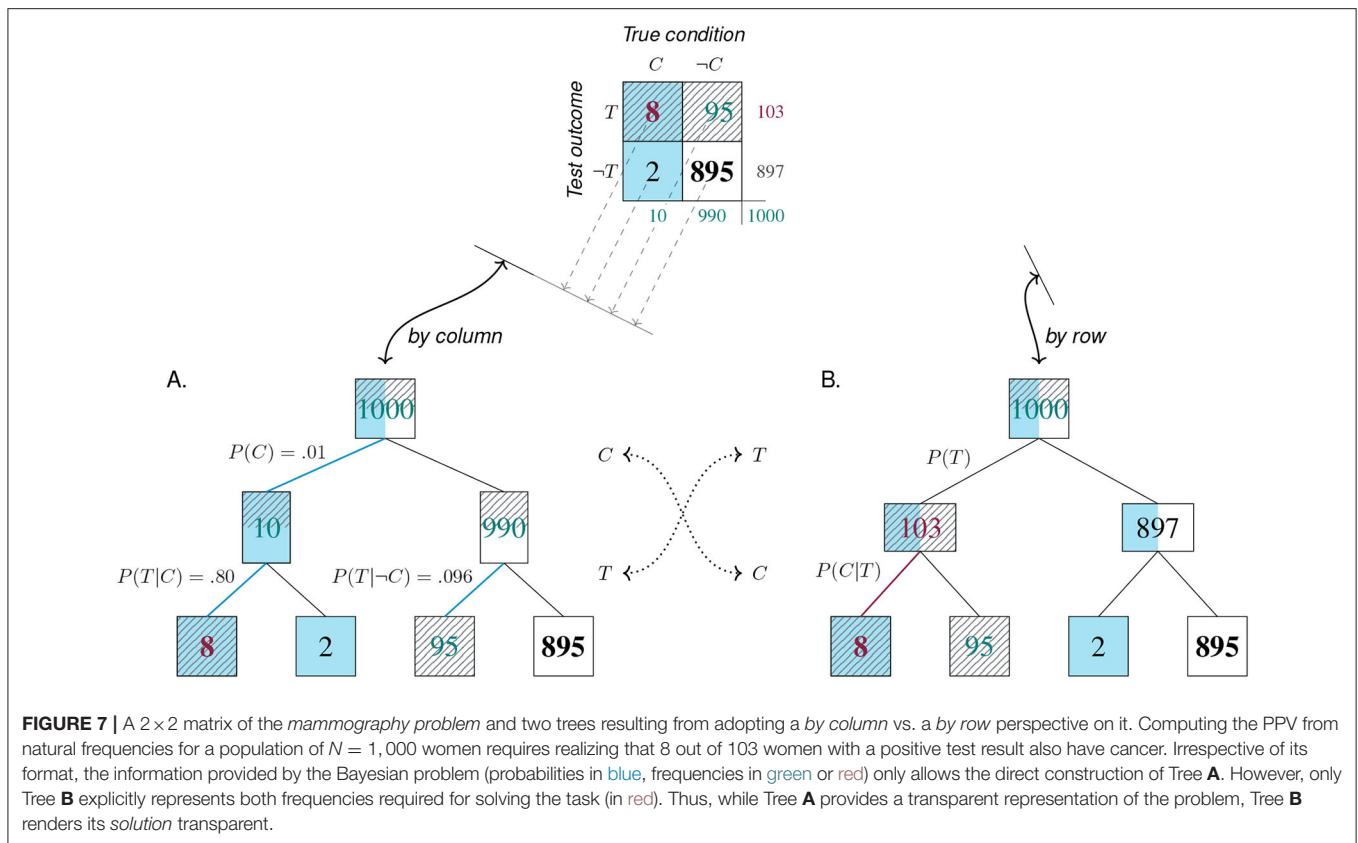 True condition
C ¬C
Test outcome
T 8 95 103
¬T 2 895 897
10 990 1000
by column
by row
A.
B.
1000
1000
P(C) = .01
C T
P(T)
10 990
103 897
P(T|C) = .80
P(T|¬C) = .096
T C
P(C|T)
8 2 95 895
8 95 2 895
FIGURE 7 | A 2×2 matrix of the mammography problem and two trees resulting from adopting a by column vs. a by row perspective on it. Computing the PPV from
natural frequencies for a population of N = 1,000 women requires realizing that 8 out of 103 women with a positive test result also have cancer. Irrespective of its
format, the information provided by the Bayesian problem (probabilities in blue, frequencies in green or red) only allows the direct construction of Tree A. However, only
Tree B explicitly represents both frequencies required for solving the task (in red). Thus, while Tree A provides a transparent representation of the problem, Tree B
renders its solution transparent.